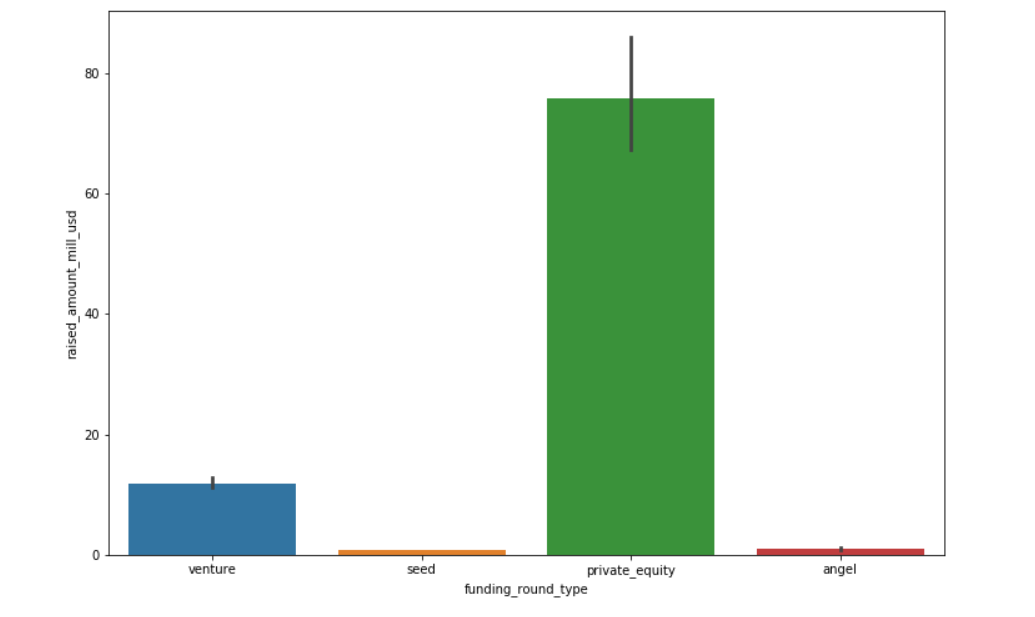 80
60
40
20
0
raised_amount_mill_usd
venture seed private_equity angel
funding_round_type